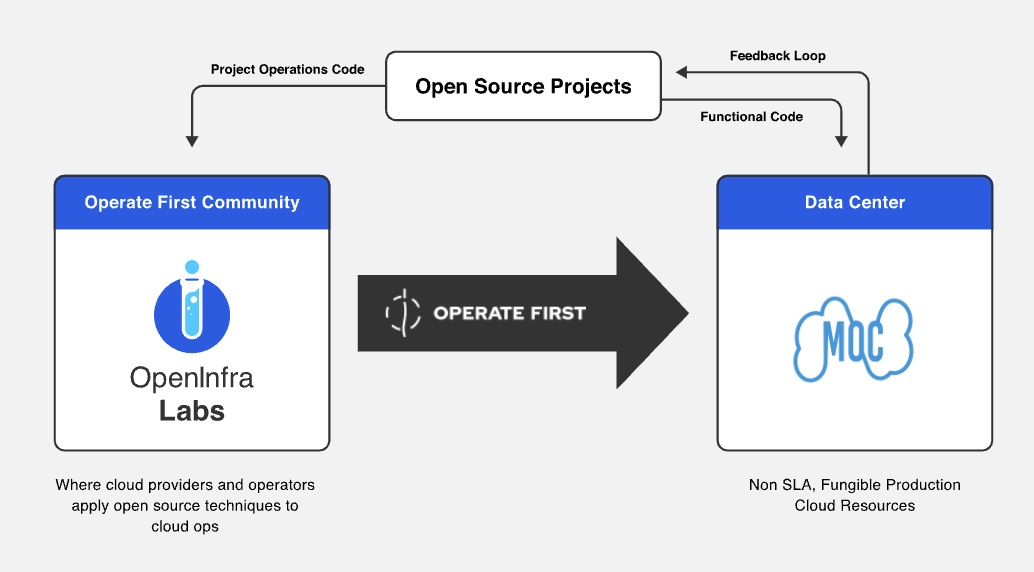 Feedback Loop
Project Operations Code
Open Source Projects
Functional Code
Operate First Community
Data Center
OPERATE FIRST
MOC
OpenInfra
Labs
Where cloud providers and operators
apply open source techniques to
cloud ops
Non SLA, Fungible Production
Cloud Resources